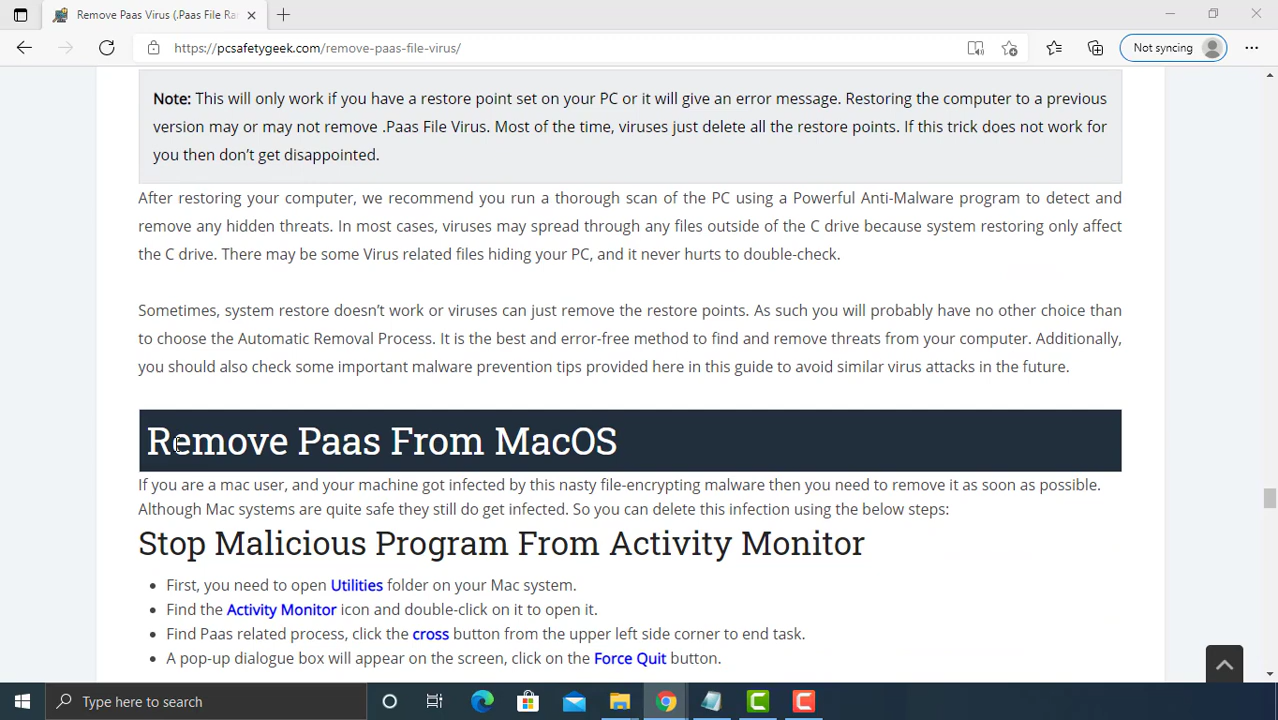 Remove Paas Virus (.Paas File Ra
https://pcsafetygeek.com/remove-paas-file-virus/
Not syncing
Note: This will only work if you have a restore point set on your PC or it will give an error message. Restoring the computer to a previous
version may or may not remove .Paas File Virus. Most of the time, viruses just delete all the restore points. If this trick does not work for
you then don’t get disappointed.
After restoring your computer, we recommend you run a thorough scan of the PC using a Powerful Anti-Malware program to detect and
remove any hidden threats. In most cases, viruses may spread through any files outside of the C drive because system restoring only affect
the C drive. There may be some Virus related files hiding your PC, and it never hurts to double-check.
Sometimes, system restore doesn’t work or viruses can just remove the restore points. As such you will probably have no other choice than
to choose the Automatic Removal Process. It is the best and error-free method to find and remove threats from your computer. Additionally,
you should also check some important malware prevention tips provided here in this guide to avoid similar virus attacks in the future.
Remove Paas From MacOS
If you are a mac user, and your machine got infected by this nasty file-encrypting malware then you need to remove it as soon as possible.
Although Mac systems are quite safe they still do get infected. So you can delete this infection using the below steps:
Stop Malicious Program From Activity Monitor
First, you need to open Utilities folder on your Mac system.
Find the Activity Monitor icon and double-click on it to open it.
Find Paas related process, click the cross button from the upper left side corner to end task.
A pop-up dialogue box will appear on the screen, click on the Force Quit button.
Type here to search